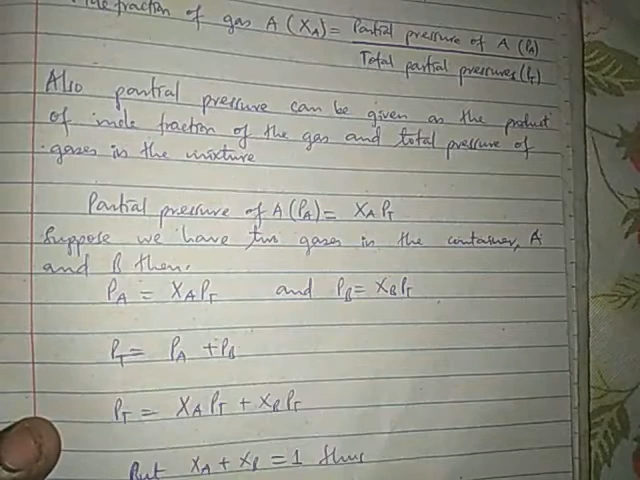 fraction of gas A (XA) = Partial pressure of A (PA)
Total partial pressures (PT)
Also partial pressure can be given as the product
of mole fraction of the gas and total pressure of
gases in the mixture
Partial pressure of A (PA) = XA PT
Suppose we have two gases in the container, A
and B then.
PA = XA PT and PB = XB PT
PT = PA + PB
PT = XA PT + XB PT
But XA + XB = 1 thus